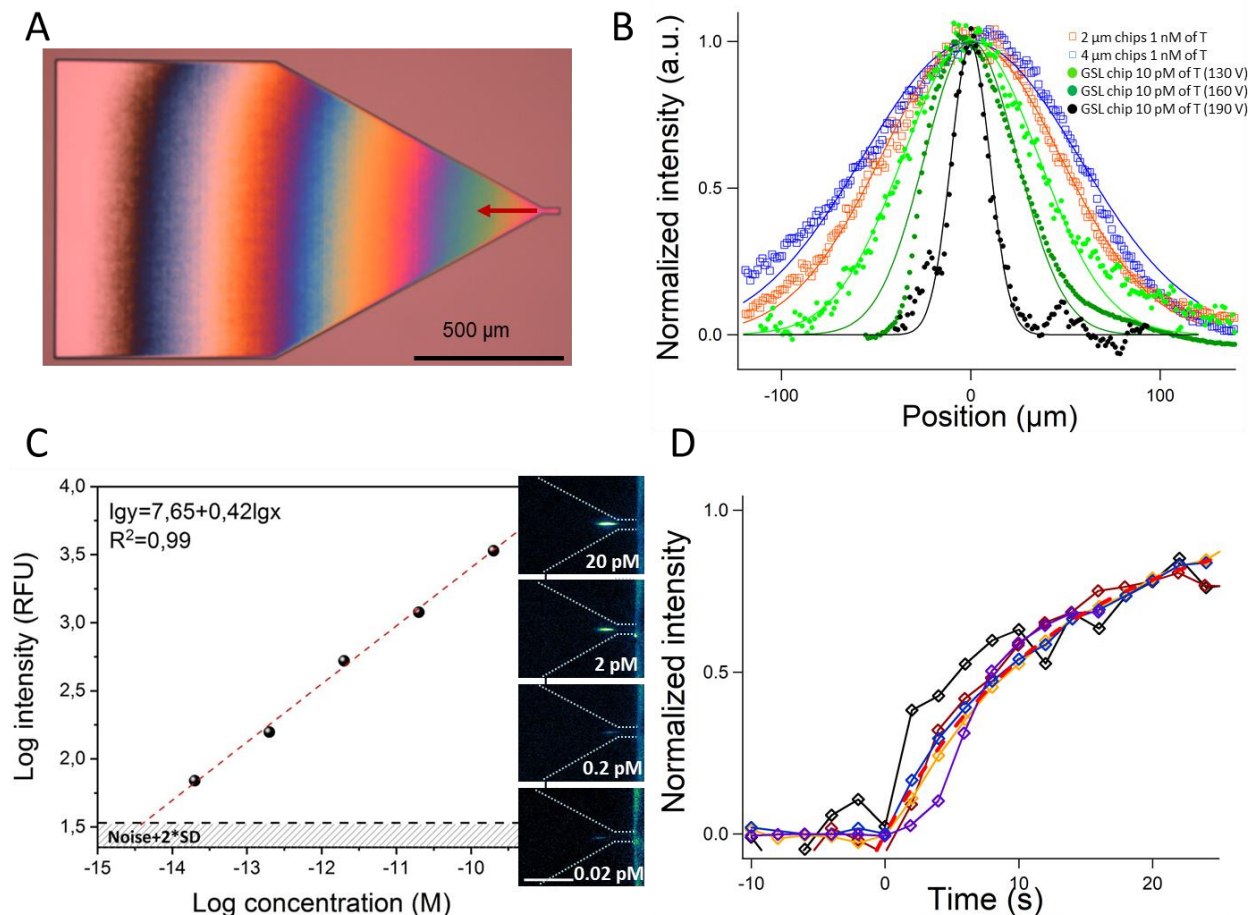 A
500 µm
B
Normalized intensity (a.u.)
1.0
0.5
0.0
-100
0
100
Position (µm)
2 µm chips 1 nM of T
4 µm chips 1 nM of T
GSL chip 10 pM of T (130 V)
GSL chip 10 pM of T (160 V)
GSL chip 10 pM of T (190 V)
C
Log intensity (RFU)
4,0
3,5
3,0
2,5
2,0
1,5
lgy=7,65+0,42lgx
R²=0,99
Noise+2*SD
-15
-14
-13
-12
-11
-10
Log concentration (M)
20 pM
2 pM
0.2 pM
0.02 pM
D
Normalized intensity
1.0
0.5
0.0
-10
0
10
20
Time (s)